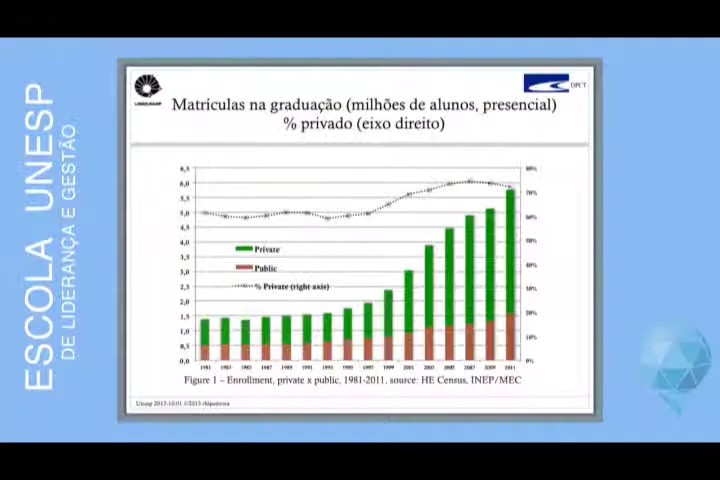 ESCOLA UNESP
DE LIDERANÇA E GESTÃO
UNICAMP
DPCT
Matrículas na graduação (milhões de alunos, presencial)
% privado (eixo direito)
6,5
6,0
5,5
5,0
4,5
4,0
3,5
3,0
2,5
2,0
1,5
1,0
0,5
0,0
80%
70%
60%
50%
40%
30%
20%
10%
0%
Private
Public
% Private (right axis)
1981 1983 1985 1987 1989 1991 1993 1995 1997 1999 2001 2003 2005 2007 2009 2011
Figure 1 – Enrollment, private x public, 1981-2011, source: HE Census, INEP/MEC